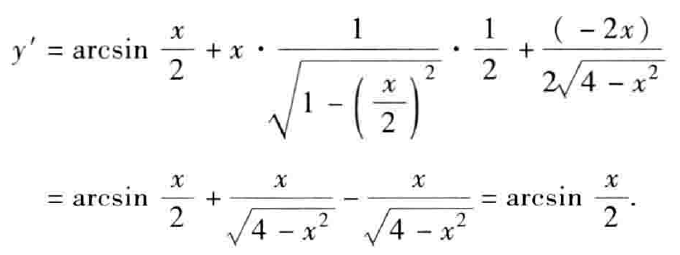 y′ = arcsin x/2 + x · 1/√(1 − (x/2)²) · 1/2 + (−2x)/(2√(4 − x²))
= arcsin x/2 + x/√(4 − x²) − x/√(4 − x²) = arcsin x/2.